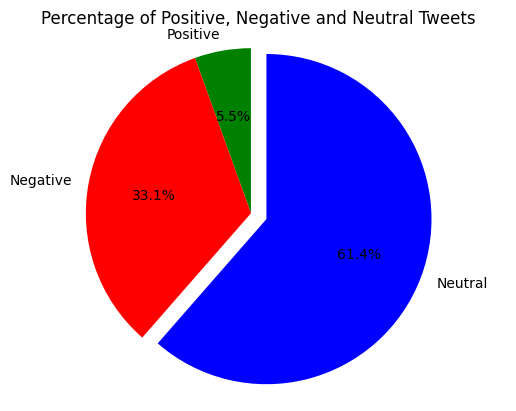 Percentage of Positive, Negative and Neutral Tweets
Positive
5.5%
Negative
33.1%
61.4%
Neutral